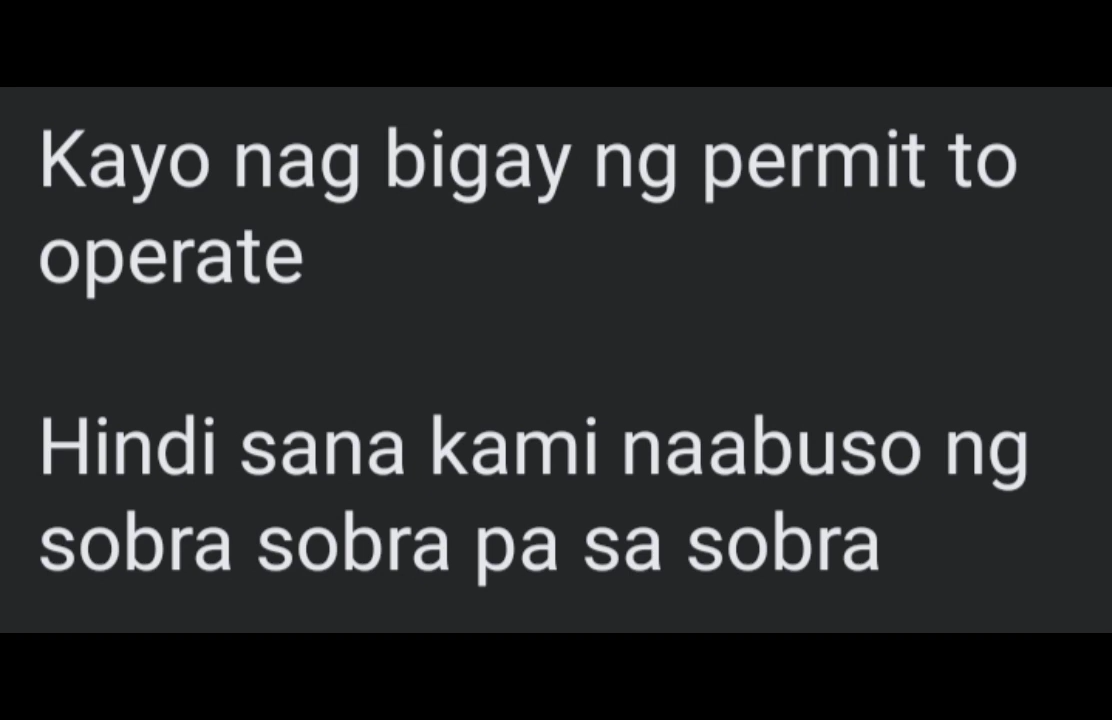 Kayo nag bigay ng permit to
operate
Hindi sana kami naabuso ng
sobra sobra pa sa sobra